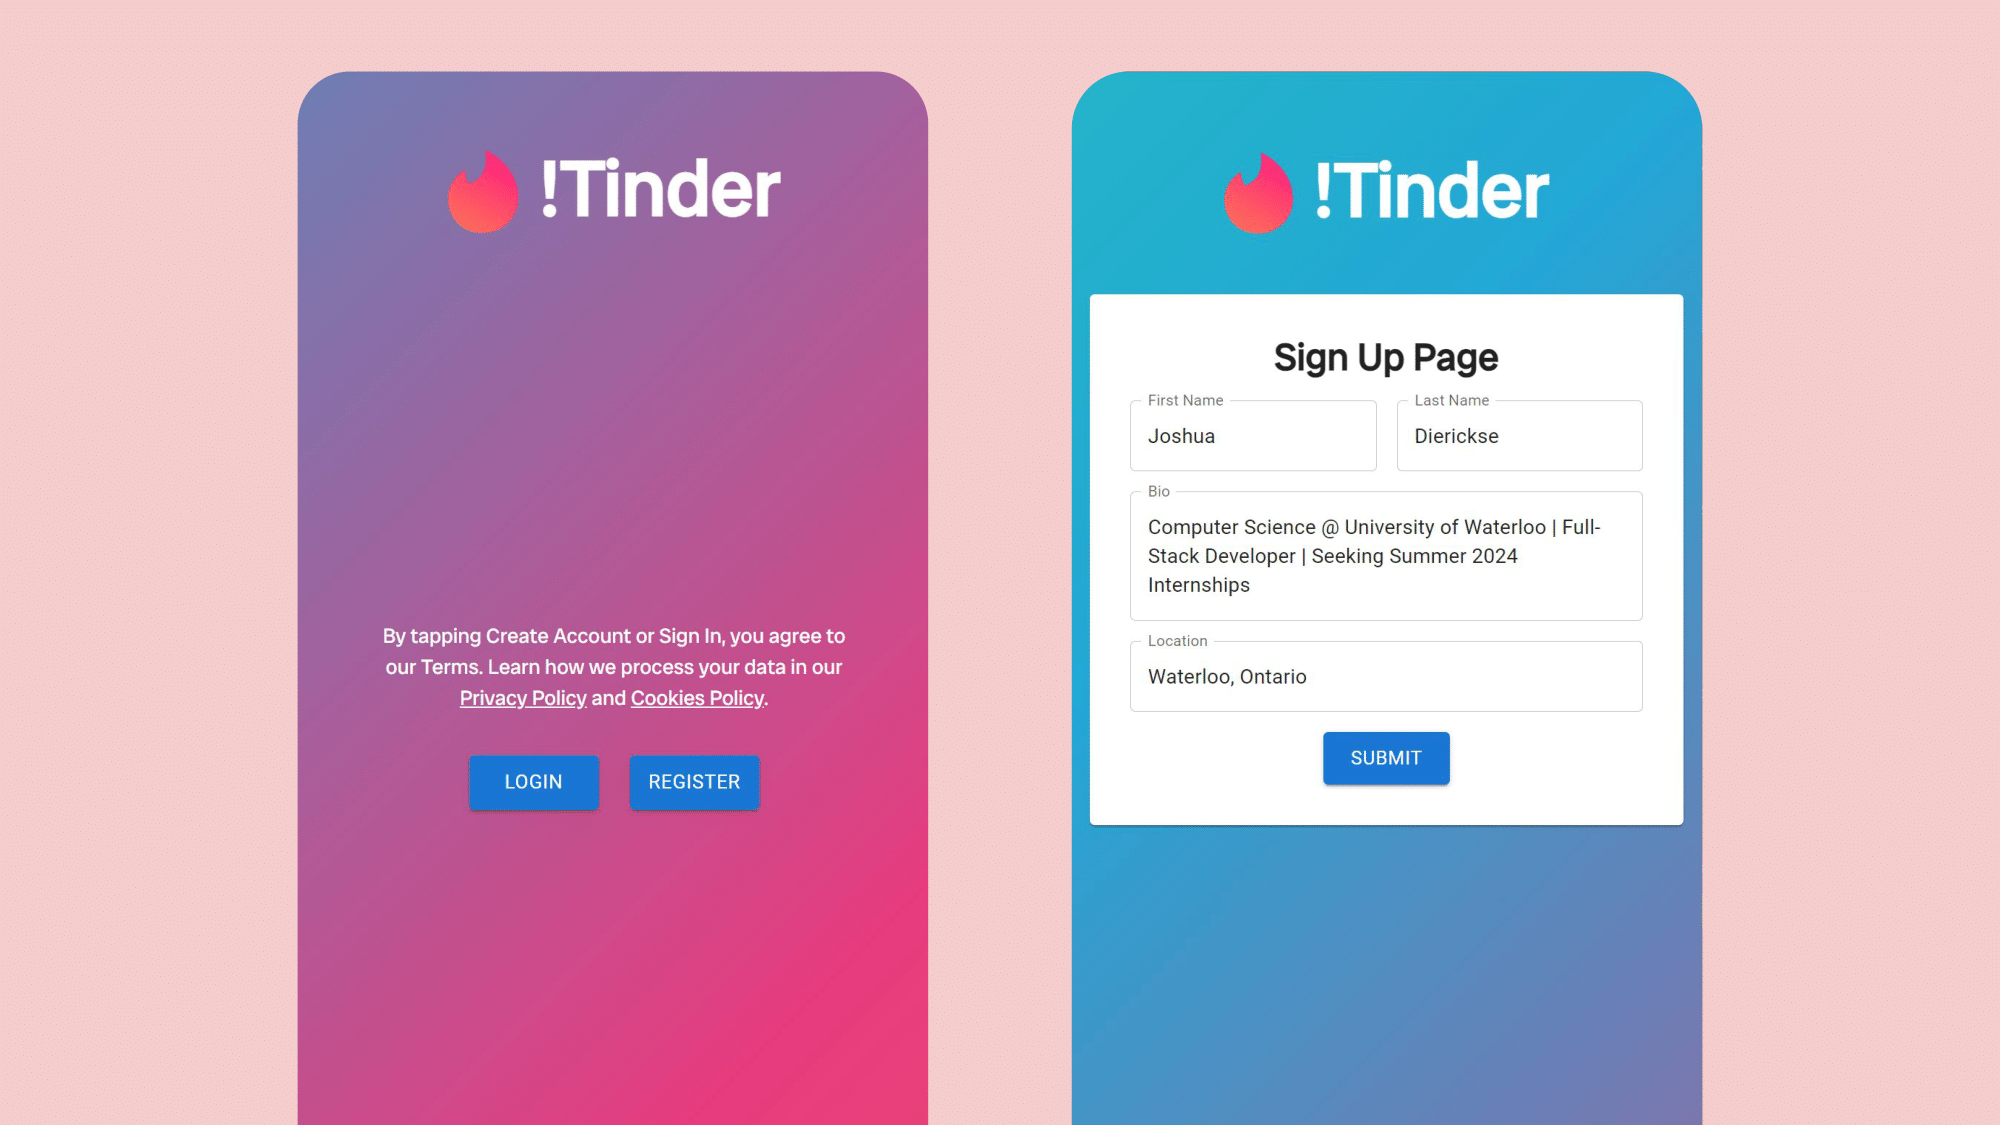 !Tinder
By tapping Create Account or Sign In, you agree to
our Terms. Learn how we process your data in our
Privacy Policy and Cookies Policy.
LOGIN
REGISTER
!Tinder
Sign Up Page
First Name
Joshua
Last Name
Dierickse
Bio
Computer Science @ University of Waterloo | Full-
Stack Developer | Seeking Summer 2024
Internships
Location
Waterloo, Ontario
SUBMIT